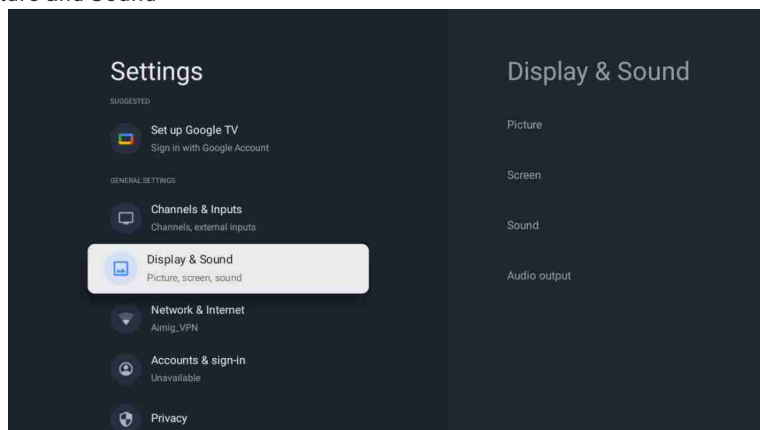 Settings
SUGGESTED
Set up Google TV
Sign in with Google Account
GENERAL SETTINGS
Channels & Inputs
Channels, external inputs
Display & Sound
Picture, screen, sound
Network & Internet
Aimig_VPN
Accounts & sign-in
Unavailable
Privacy
Display & Sound
Picture
Screen
Sound
Audio output